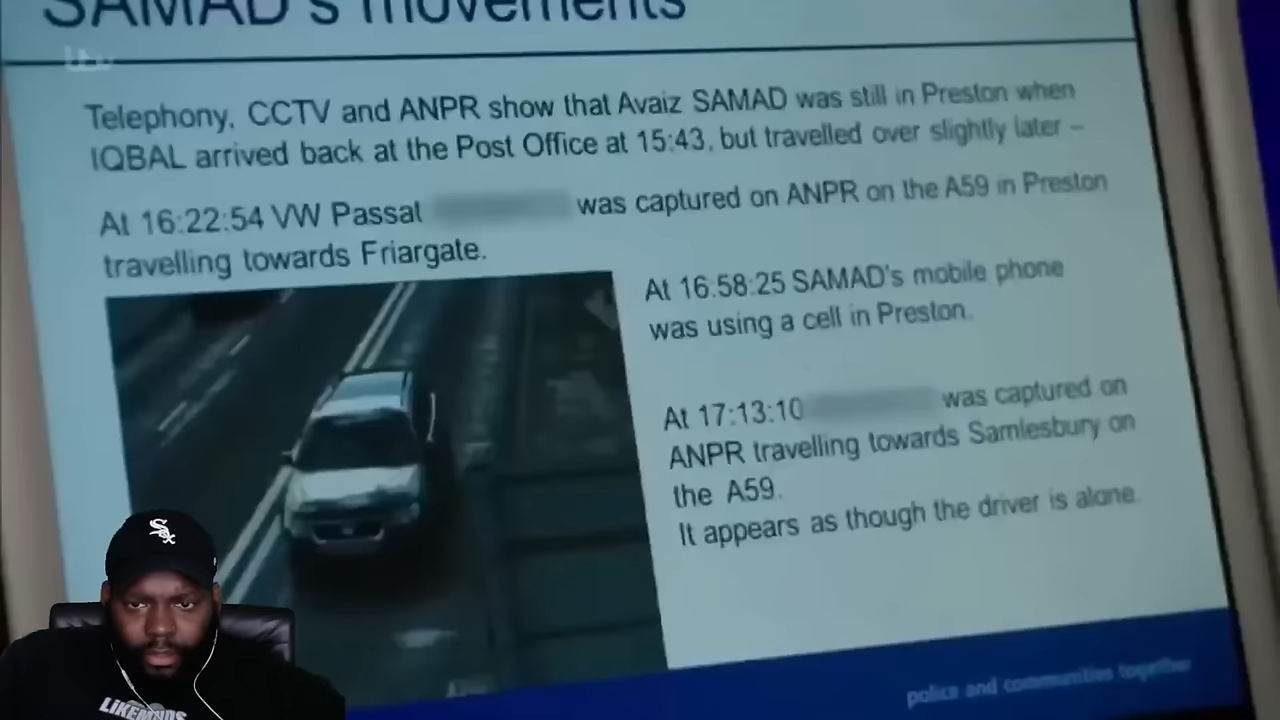 SAMAD's movements
itv
Telephony, CCTV and ANPR show that Avaiz SAMAD was still in Preston when
IQBAL arrived back at the Post Office at 15:43, but travelled over slightly later –
At 16:22:54 VW Passat was captured on ANPR on the A59 in Preston
travelling towards Friargate.
At 16:58:25 SAMAD's mobile phone
was using a cell in Preston.
At 17:13:10 was captured on
ANPR travelling towards Samlesbury on
the A59.
It appears as though the driver is alone.
police and communities together
Sox
LIKEMINDS